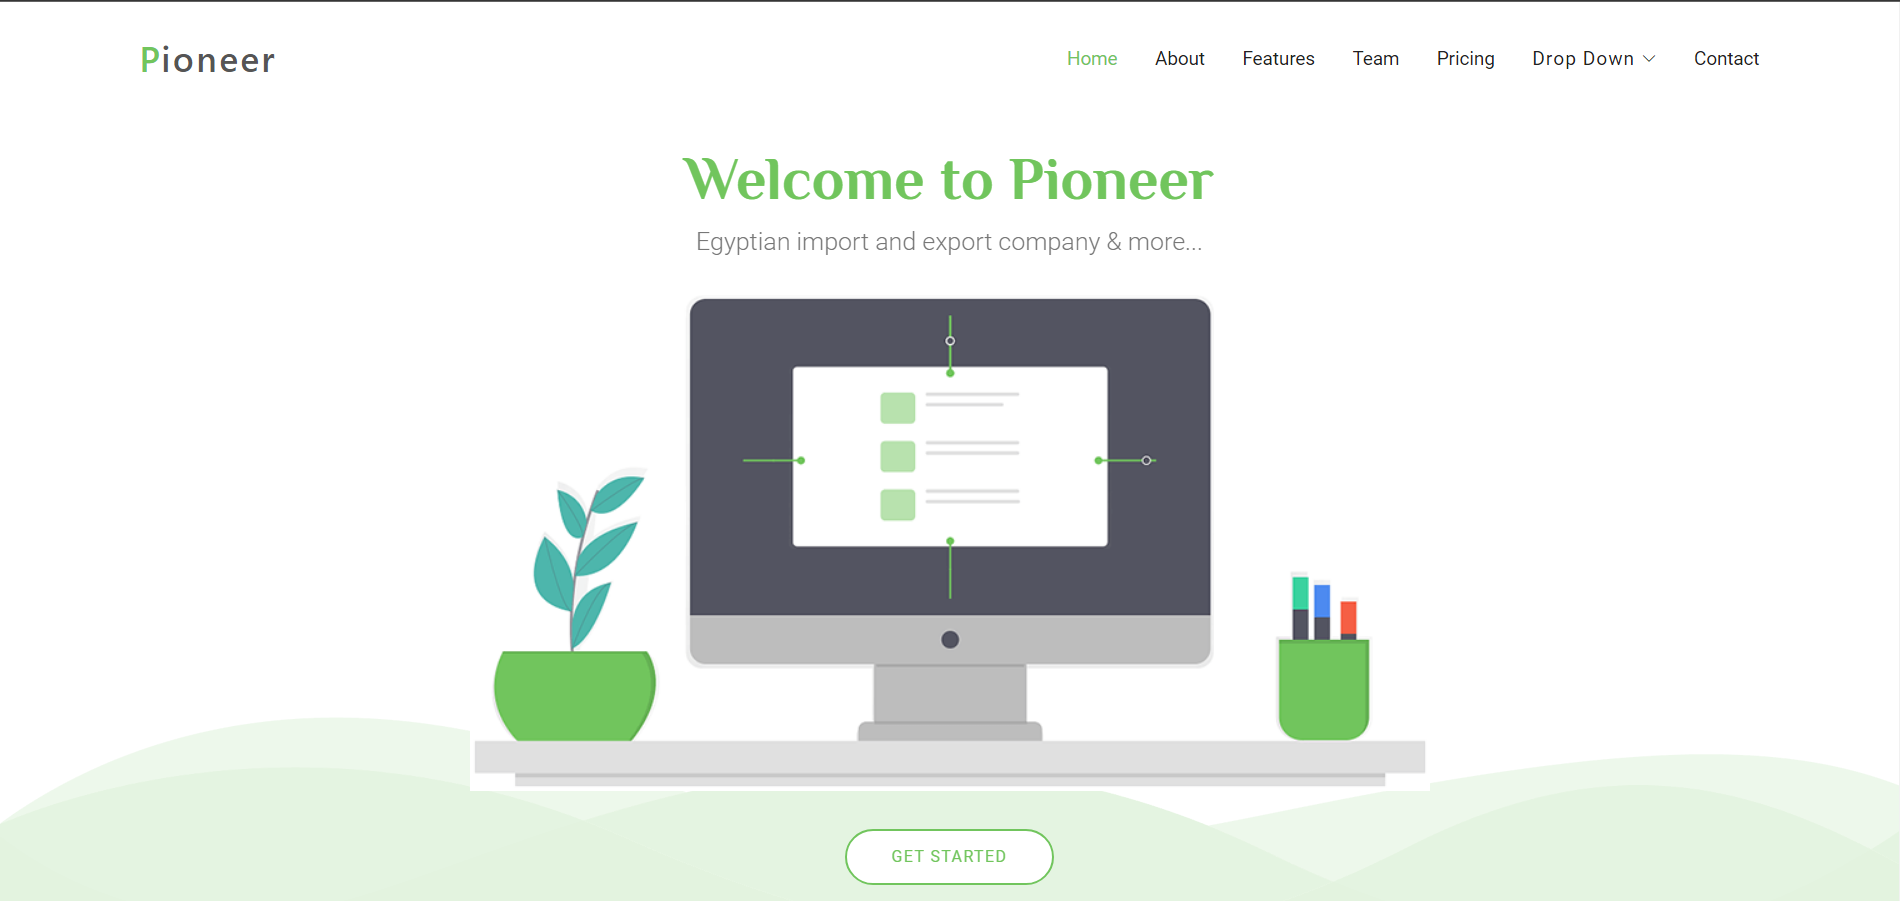 Pioneer
Home About Features Team Pricing Drop Down Contact
Welcome to Pioneer
Egyptian import and export company & more...
GET STARTED